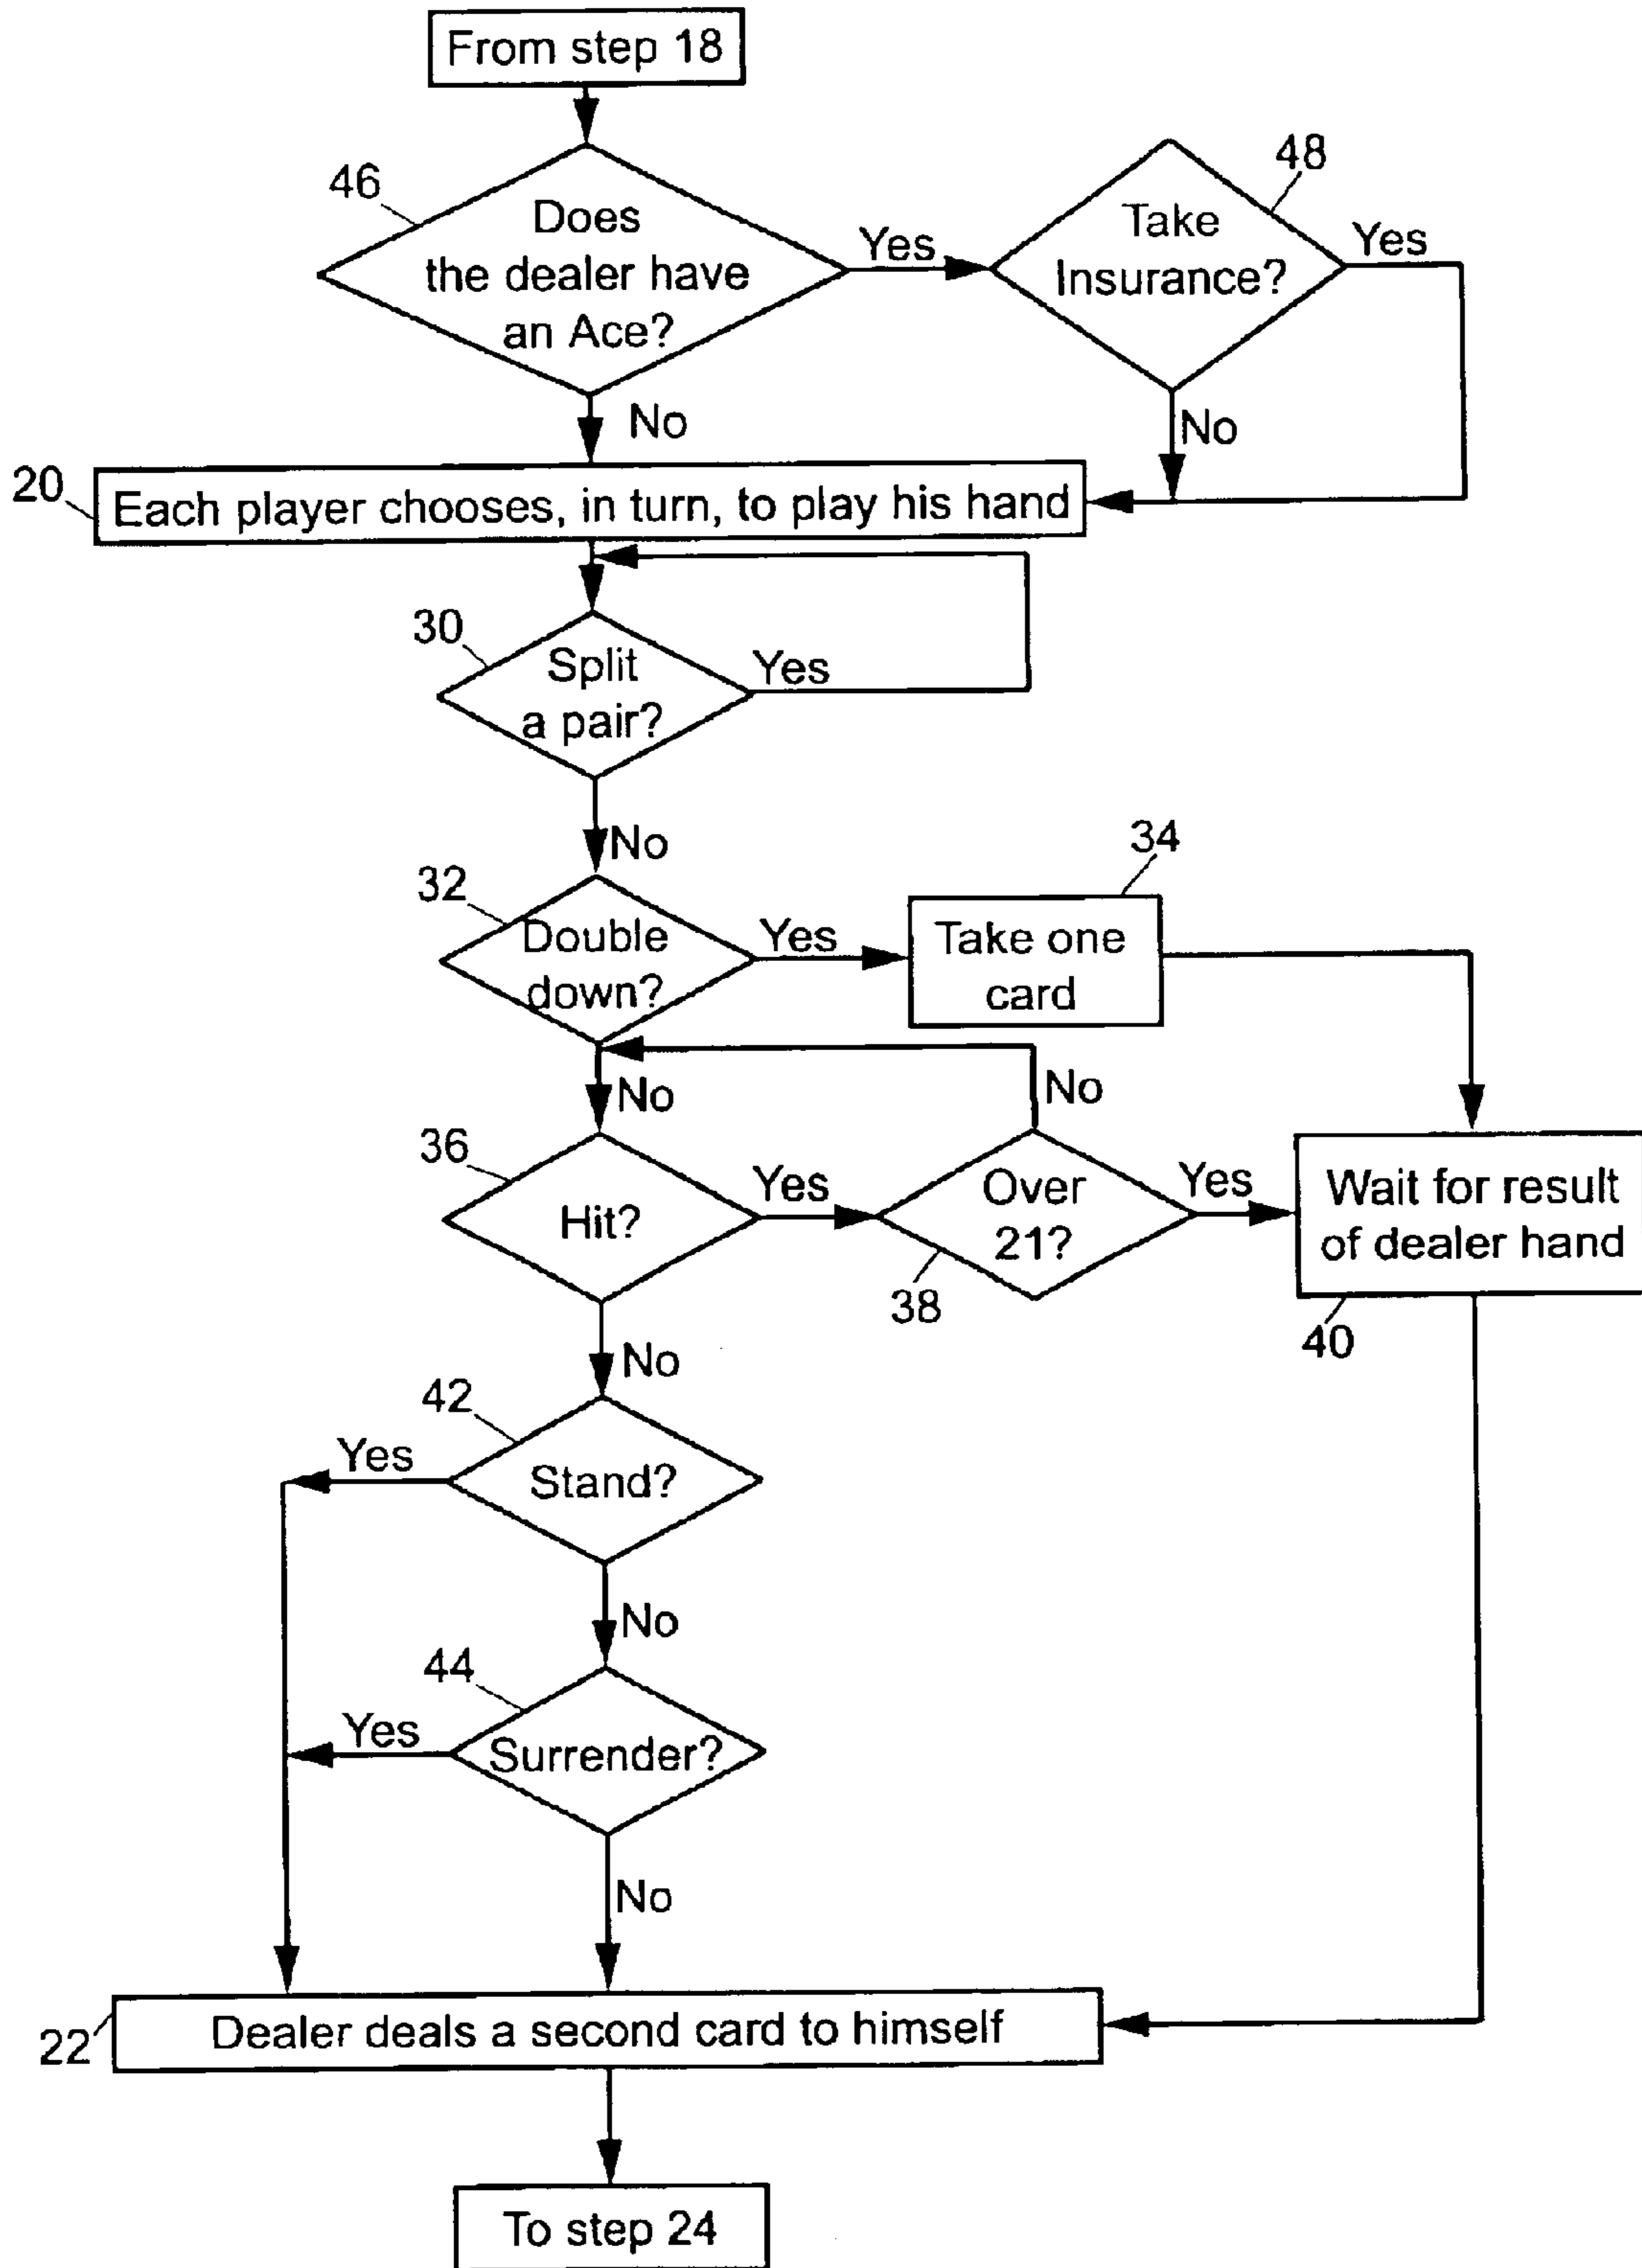 From step 18
46
Does
the dealer have
an Ace?
Yes
48
Take
Insurance?
Yes
No
No
20
Each player chooses, in turn, to play his hand
30
Split
a pair?
Yes
No
32
Double
down?
Yes
34
Take one
card
No
No
36
Hit?
Yes
Over
21?
38
Yes
Wait for result
of dealer hand
40
No
42
Yes
Stand?
No
44
Yes
Surrender?
No
22
Dealer deals a second card to himself
To step 24